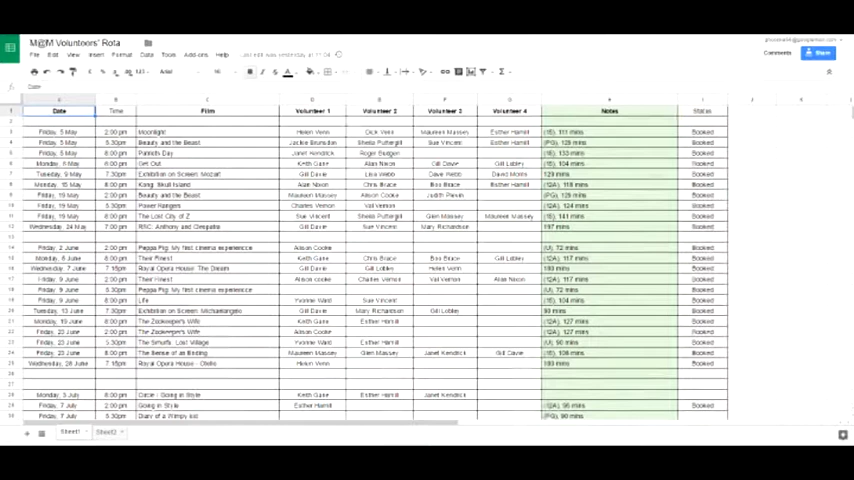 M@M Volunteers' Rota
File Edit View Insert Format Data Tools Add-ons Help
Comments Share
Arial
Date
Date Time Film Volunteer 1 Volunteer 2 Volunteer 3 Volunteer 4 Notes Status
Friday, 5 May 2:00 pm Moonlight Helen Venn Dick Venn Maureen Massey Esther Hamill (15), 111 mins Booked
Friday, 5 May 5:30pm Beauty and the Beast Jackie Brunsdan Sheila Puttergill Sue Vincent Esther Hamill (PG), 129 mins Booked
Friday, 5 May 8:00 pm Patriot's Day Janet Kendrick Roger Budgen (15), 133 mins Booked
Monday, 8 May 8:00 pm Get Out Keith Gane Alan Nixon Gill Davie Gill Lobley (15), 104 mins Booked
Tuesday, 9 May 7.30pm Exhibition on Screen: Mozart Gill Davie Lisa Webb Dave Webb David Morris 129 mins Booked
Monday, 15 May 8:00 pm Kong: Skull Island Alan Nixon Chris Brace Boo Brace Esther Hamill (12A), 118 mins Booked
Friday, 19 May 2:00 pm Beauty and the Beast Maureen Massey Alison Cooke Judith Pinvin (PG), 129 mins Booked
Friday, 19 May 5.30pm Power Rangers Charles Vernon Val Vernon (12A), 124 mins Booked
Friday, 19 May 8:00 pm The Lost City of Z Sue Vincent Sheila Puttergill Glen Massey Maureen Massey (15), 141 mins Booked
Wednesday, 24 May 7:00 pm RSC: Anthony and Cleopatra Gill Davie Sue Vincent Mary Richardson 197 mins Booked
Friday, 2 June 2:00 pm Peppa Pig: My first cinema experience Alison Cooke (U), 72 mins Booked
Monday, 5 June 8:00 pm Their Finest Keith Gane Chris Brace Boo Brace Gill Lobley (12A), 117 mins Booked
Wednesday 7 June 7:15pm Royal Opera House: The Dream Gill Davie Gill Lobley Helen Venn 180 mins Booked
Friday, 9 June 2:00 pm Their Finest Alison cooke Charles Vernon Val Vernon Alan Nixon (12A), 117 mins Booked
Friday, 9 June 5.30pm Peppa Pig: My first cinema experience (U), 72 mins Booked
Friday, 9 June 8:00 pm Life Yvonne Ward Sue Vincent (15), 104 mins Booked
Tuesday, 13 June 7:30pm Exhibition on Screen: Michaelangelo Gill Davie Mary Richardson Gill Lobley 90 mins Booked
Monday, 19 June 8:00 pm The Zookeeper's Wife Keith Gane Esther Hamill (12A), 127 mins Booked
Friday, 23 June 2:00 pm The Zookeeper's Wife Alison Cooke (12A), 127 mins Booked
Friday, 23 June 5.30pm The Smurfs: Lost Village Yvonne Ward Esther Hamill (U), 90 mins Booked
Friday, 23 June 8:00 pm The Sense of an Ending Maureen Massey Glen Massey Janet Kendrick Gill Davie (15), 108 mins Booked
Wednesday, 28 June 7.15pm Royal Opera House - Otello Helen Venn 180 mins Booked
Monday, 3 July 8:00 pm Circle / Going in Style Keith Gane Esther Hamill Janet Kendrick
Friday, 7 July 2:00 pm Going in Style Esther Hamill (12A), 96 mins Booked
Friday, 7 July 5:30pm Diary of a Wimpy kid (PG), 90 mins
Sheet1 Sheet2